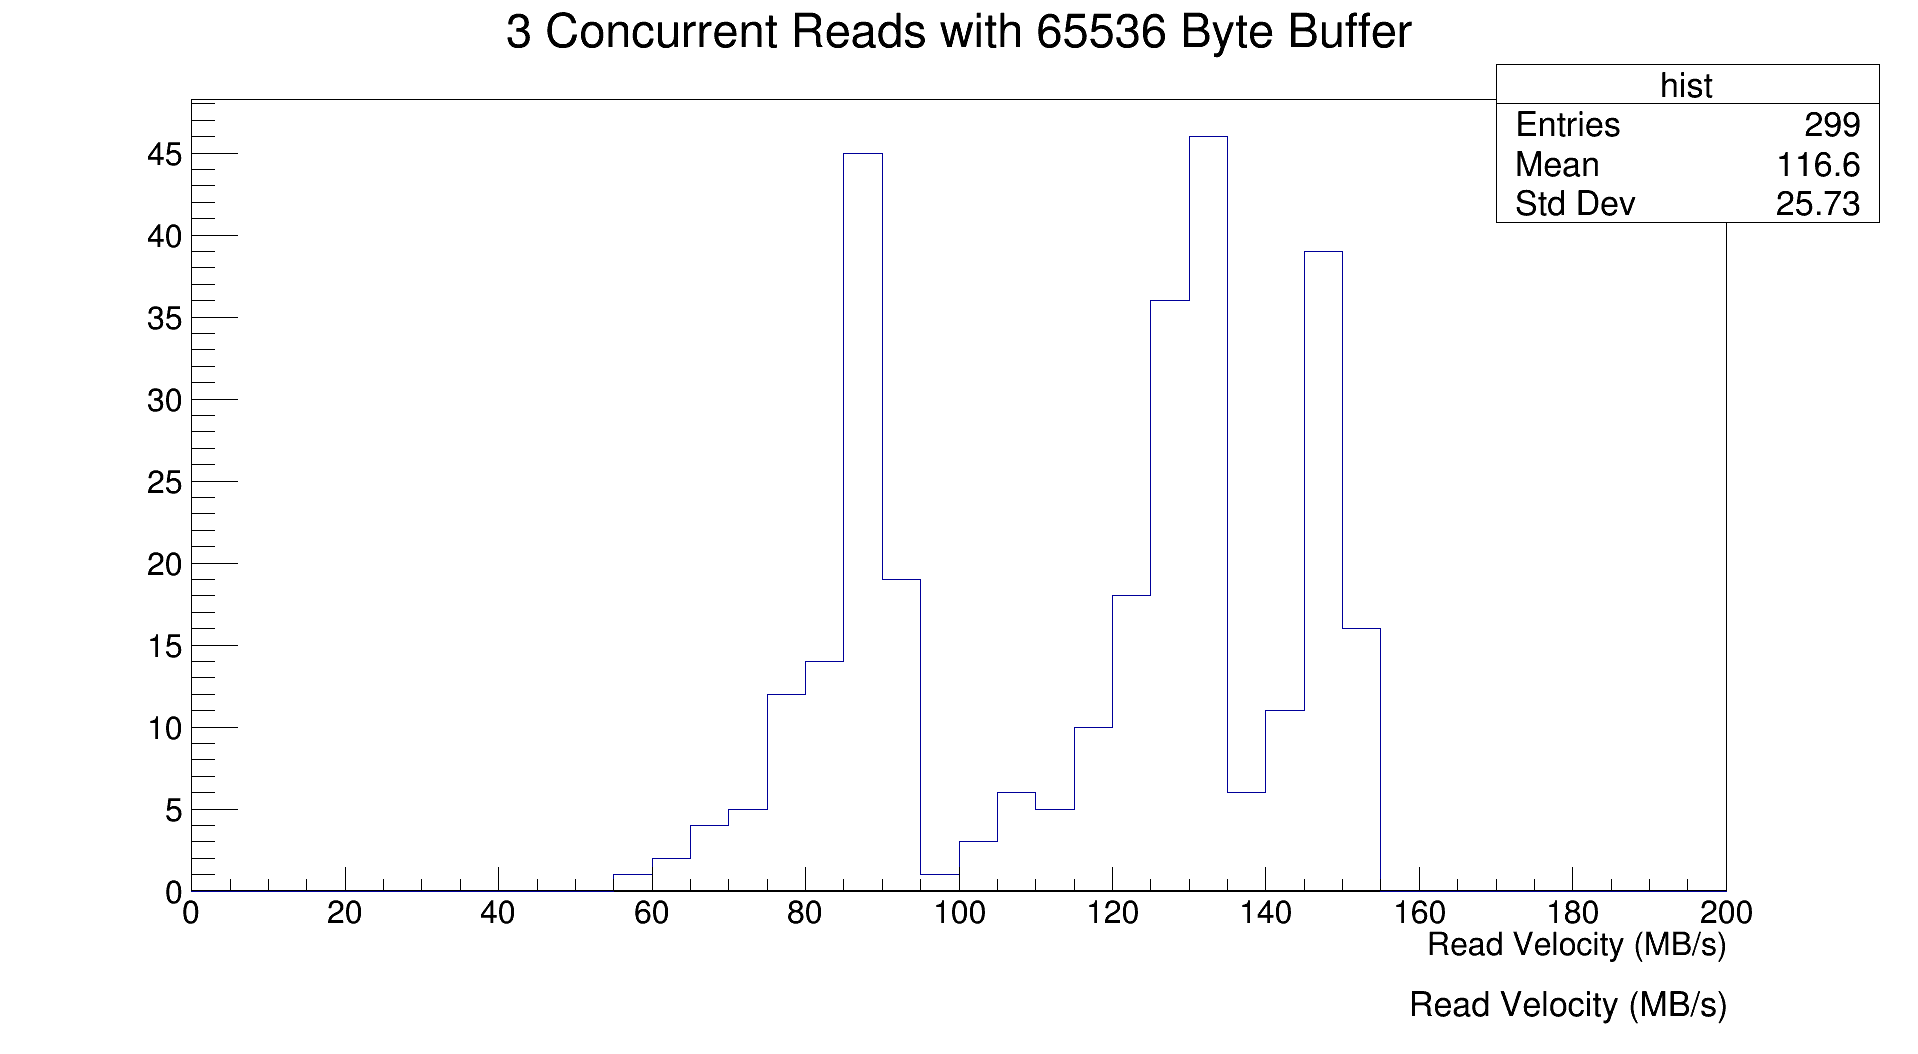 3 Concurrent Reads with 65536 Byte Buffer
hist
Entries 299
Mean 116.6
Std Dev 25.73
45
40
35
30
25
20
15
10
5
0
0 20 40 60 80 100 120 140 160 180 200
Read Velocity (MB/s)
Read Velocity (MB/s)